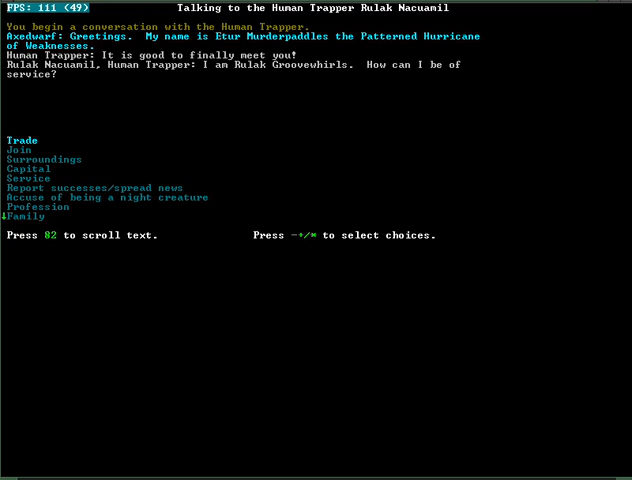 FPS: 111 (49) Talking to the Human Trapper Rulak Nacuamil
You begin a conversation with the Human Trapper.
Axedwarf: Greetings. My name is Etur Murderpaddles the Patterned Hurricane
of Weaknesses.
Human Trapper: It is good to finally meet you!
Rulak Nacuamil, Human Trapper: I am Rulak Groovewhirls. How can I be of
service?
Trade
Join
Surroundings
Capital
Service
Report successes/spread news
Accuse of being a night creature
Profession
↓Family
Press 82 to scroll text. Press -+/* to select choices.